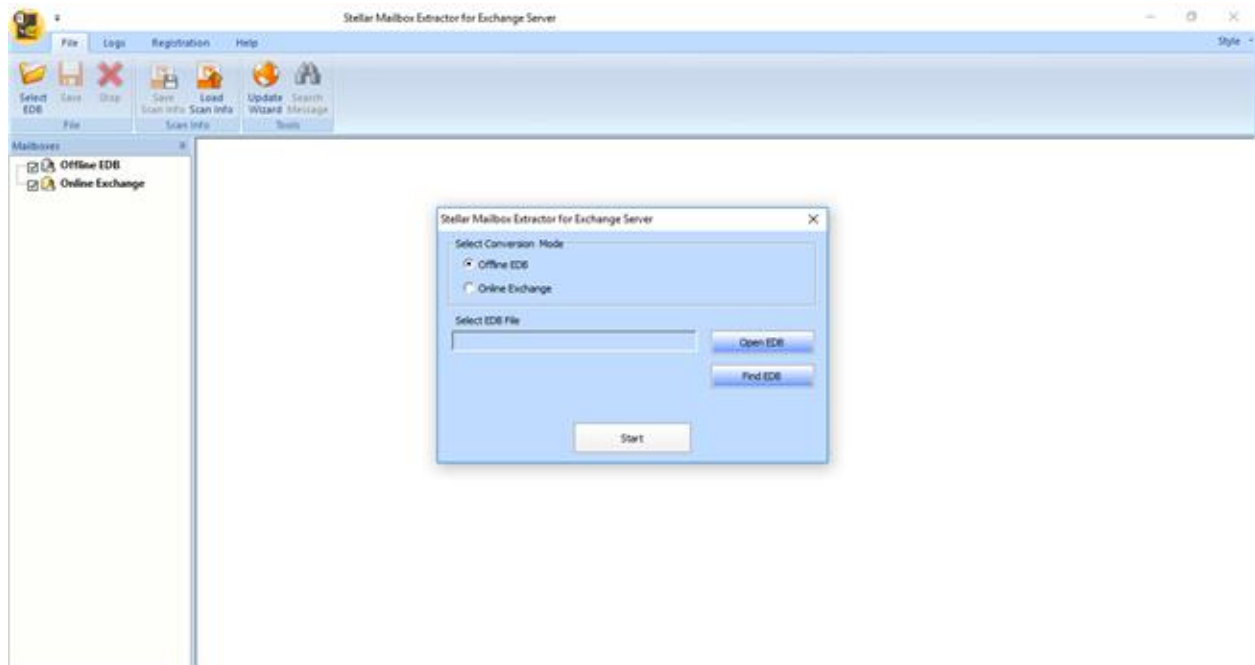 Stellar Mailbox Extractor for Exchange Server
File Logs Registration Help Style
Select EDB
Save
Stop
Save Scan Info
Load Scan Info
Update Wizard
Search Message
File Scan Info Tools
Mailboxes
Offline EDB
Online Exchange
Stellar Mailbox Extractor for Exchange Server
Select Conversion Mode
Offline EDB
Online Exchange
Select EDB File
Open EDB
Find EDB
Start